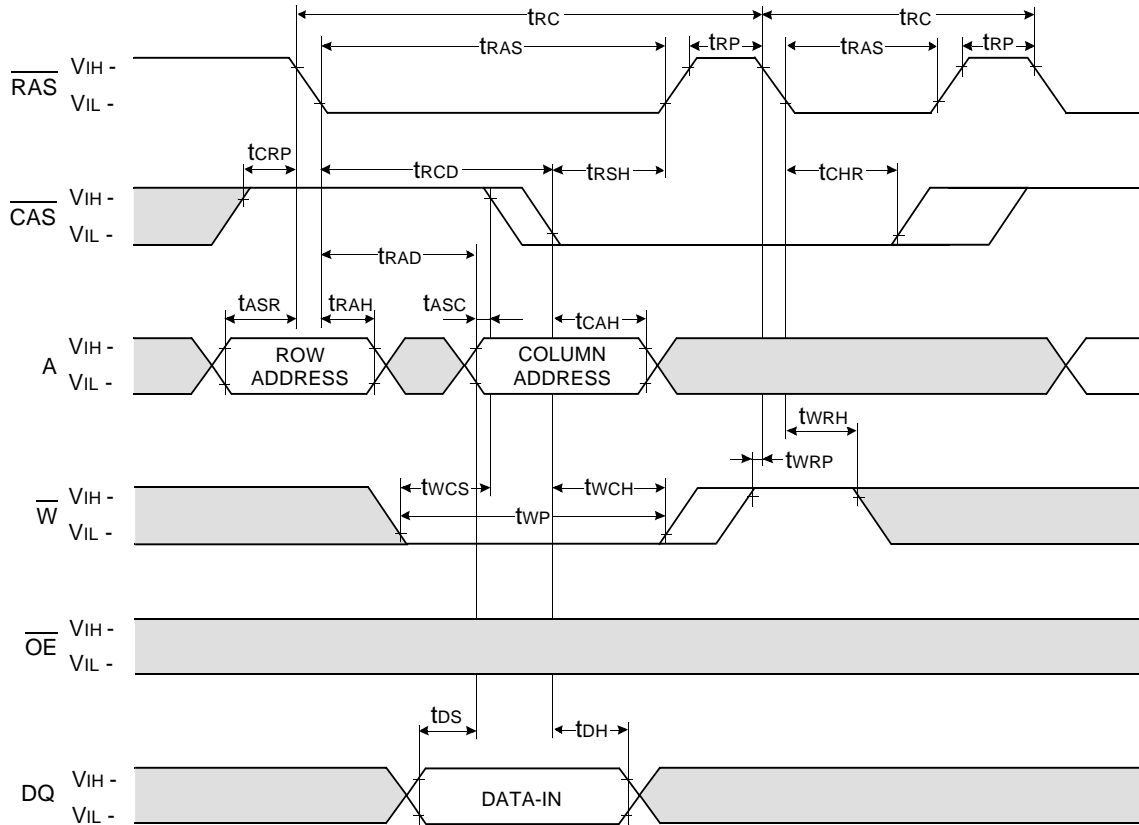 tRC tRC
tRAS tRP tRAS tRP
RAS VIH -
VIL -
tCRP tRCD tRSH tCHR
CAS VIH -
VIL -
tRAD
tASR tRAH tASC tCAH
A VIH -
VIL -
ROW ADDRESS
COLUMN ADDRESS
tWRH
tWRP
tWCS tWCH
W VIH -
VIL -
tWP
OE VIH -
VIL -
tDS tDH
DQ VIH -
VIL -
DATA-IN